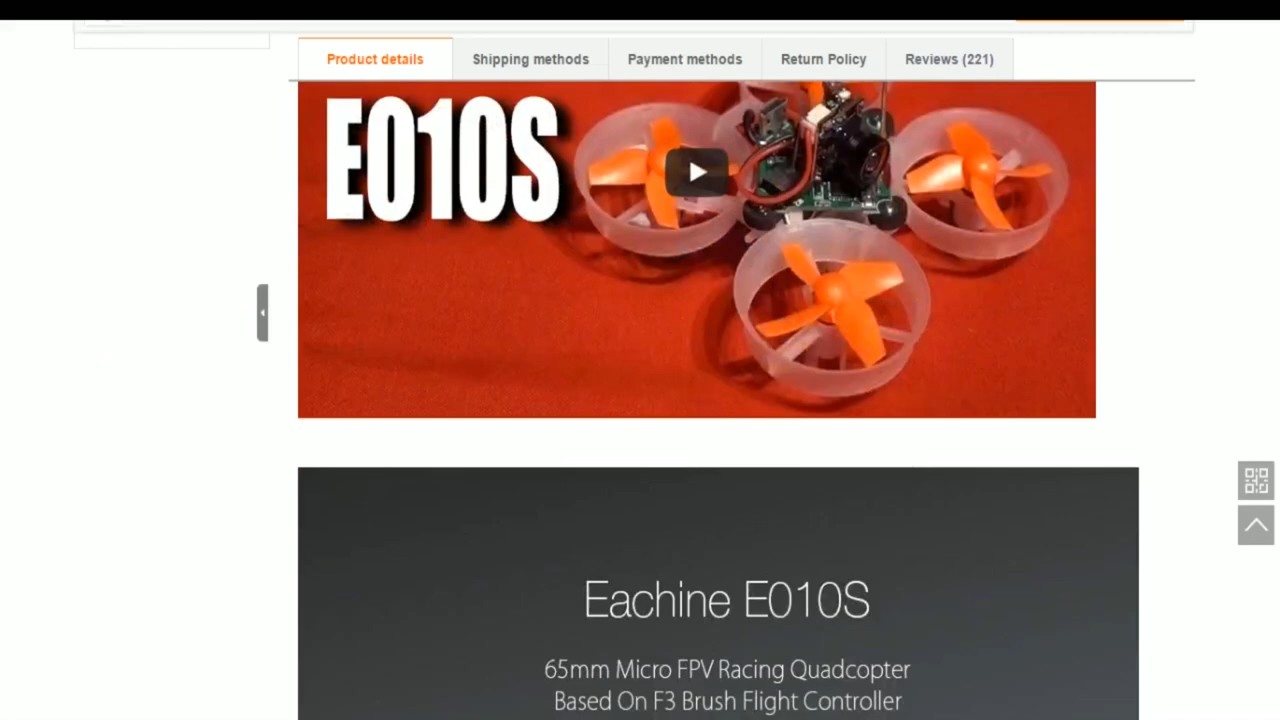 Product details
Shipping methods
Payment methods
Return Policy
Reviews (221)
E010S
Eachine E010S
65mm Micro FPV Racing Quadcopter
Based On F3 Brush Flight Controller